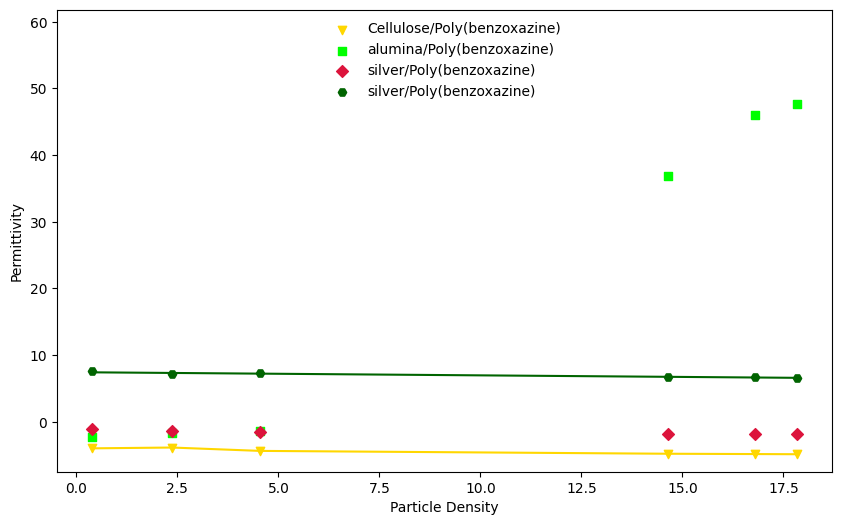 Cellulose/Poly(benzoxazine)
alumina/Poly(benzoxazine)
silver/Poly(benzoxazine)
silver/Poly(benzoxazine)
60
50
40
30
20
10
0
Permittivity
0.0 2.5 5.0 7.5 10.0 12.5 15.0 17.5
Particle Density